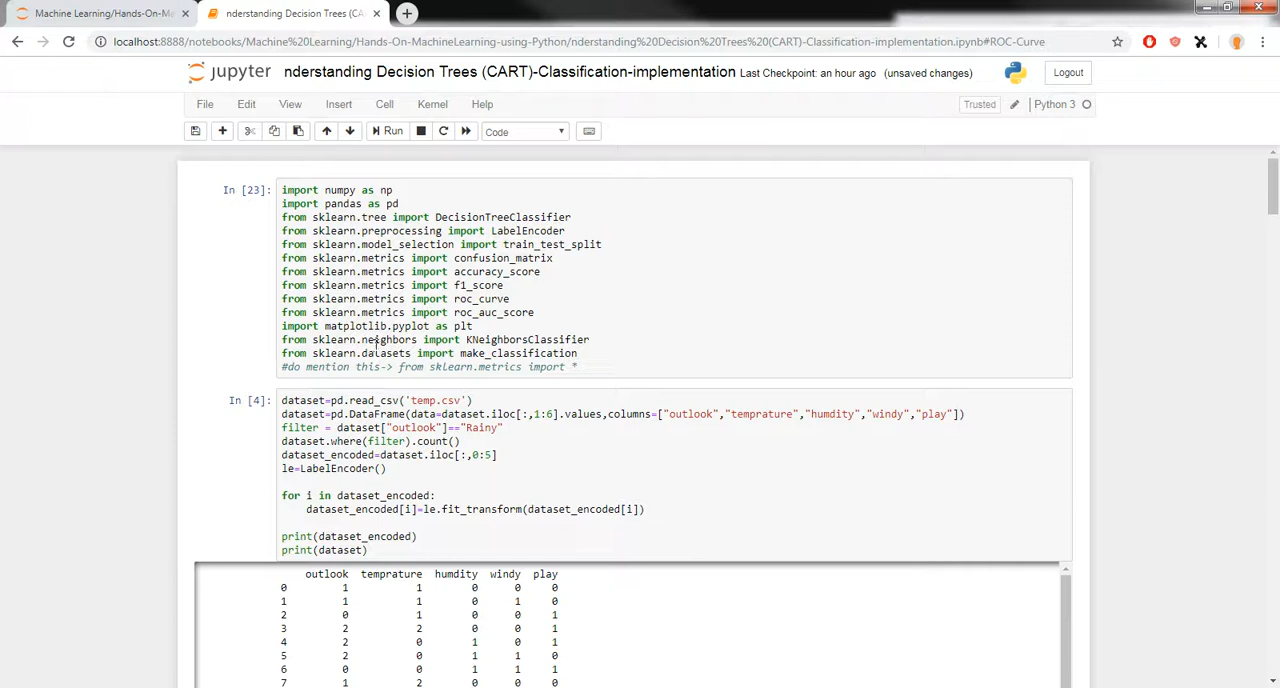 Machine Learning/Hands-On-Me
nderstanding Decision Trees (CA
localhost:8888/notebooks/Machine%20Learning/Hands-On-MachineLearning-using-Python/nderstanding%20Decision%20Trees%20(CART)-Classification-implementation.ipynb#ROC-Curve
jupyter nderstanding Decision Trees (CART)-Classification-implementation Last Checkpoint: an hour ago (unsaved changes) Logout
File Edit View Insert Cell Kernel Help Trusted Python 3
Run Code
In [23]: import numpy as np
import pandas as pd
from sklearn.tree import DecisionTreeClassifier
from sklearn.preprocessing import LabelEncoder
from sklearn.model_selection import train_test_split
from sklearn.metrics import confusion_matrix
from sklearn.metrics import accuracy_score
from sklearn.metrics import f1_score
from sklearn.metrics import roc_curve
from sklearn.metrics import roc_auc_score
import matplotlib.pyplot as plt
from sklearn.neighbors import KNeighborsClassifier
from sklearn.datasets import make_classification
#do mention this-> from sklearn.metrics import *
In [4]: dataset=pd.read_csv('temp.csv')
dataset=pd.DataFrame(data=dataset.iloc[:,1:6].values,columns=["outlook","temprature","humdity","windy","play"])
filter = dataset["outlook"]=="Rainy"
dataset.where(filter).count()
dataset_encoded=dataset.iloc[:,0:5]
le=LabelEncoder()
for i in dataset_encoded:
dataset_encoded[i]=le.fit_transform(dataset_encoded[i])
print(dataset_encoded)
print(dataset)
outlook temprature humdity windy play
0 1 1 0 0 0
1 1 1 0 1 0
2 0 1 0 0 1
3 2 2 0 0 1
4 2 0 1 0 1
5 2 0 1 1 0
6 0 0 1 1 1
7 1 2 0 0 0